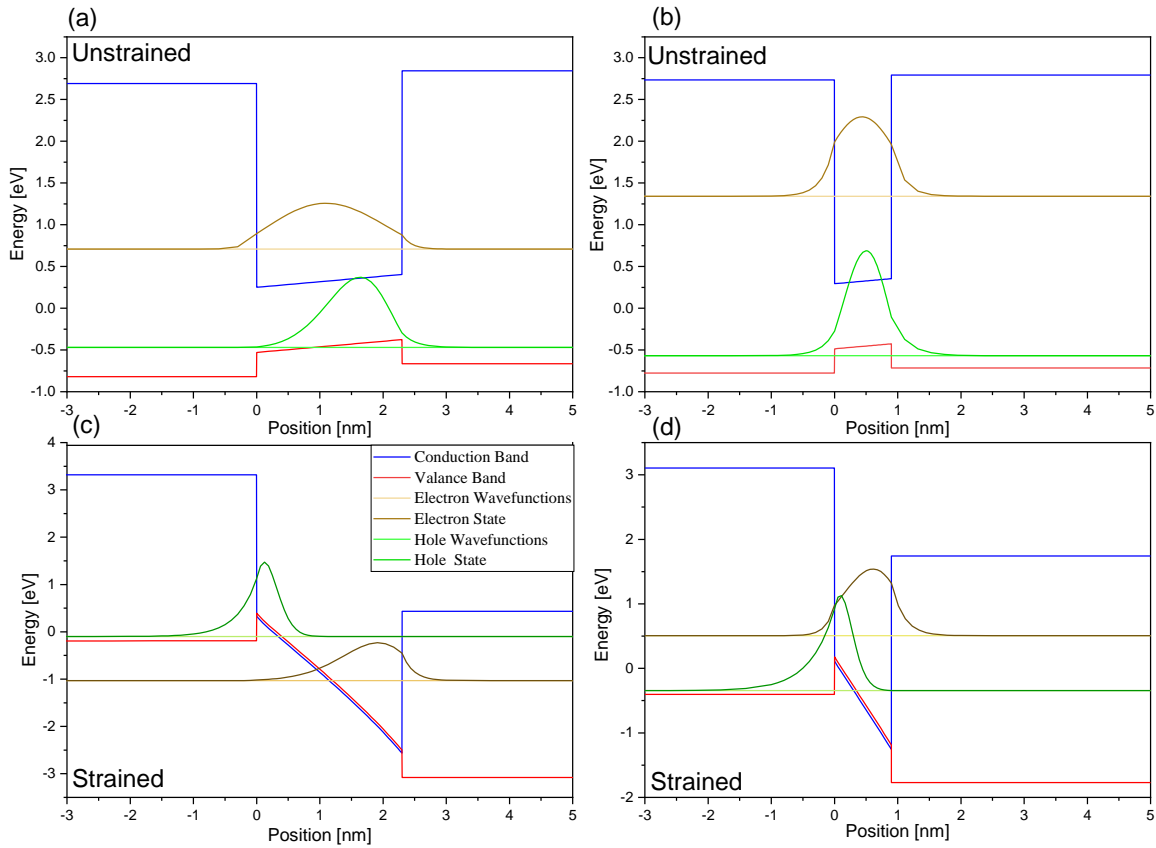 (a)
Unstrained
3.0
2.5
2.0
1.5
1.0
0.5
0.0
-0.5
-1.0
Energy [eV]
-3 -2 -1 0 1 2 3 4 5
Position [nm]
(b)
Unstrained
3.0
2.5
2.0
1.5
1.0
0.5
0.0
-0.5
-1.0
Energy [eV]
-3 -2 -1 0 1 2 3 4 5
Position [nm]
(c)
4
3
2
1
0
-1
-2
-3
Energy [eV]
Conduction Band
Valance Band
Electron Wavefunctions
Electron State
Hole Wavefunctions
Hole State
Strained
-3 -2 -1 0 1 2 3 4 5
Position [nm]
(d)
3
2
1
0
-1
-2
Energy [eV]
Strained
-3 -2 -1 0 1 2 3 4 5
Position [nm]